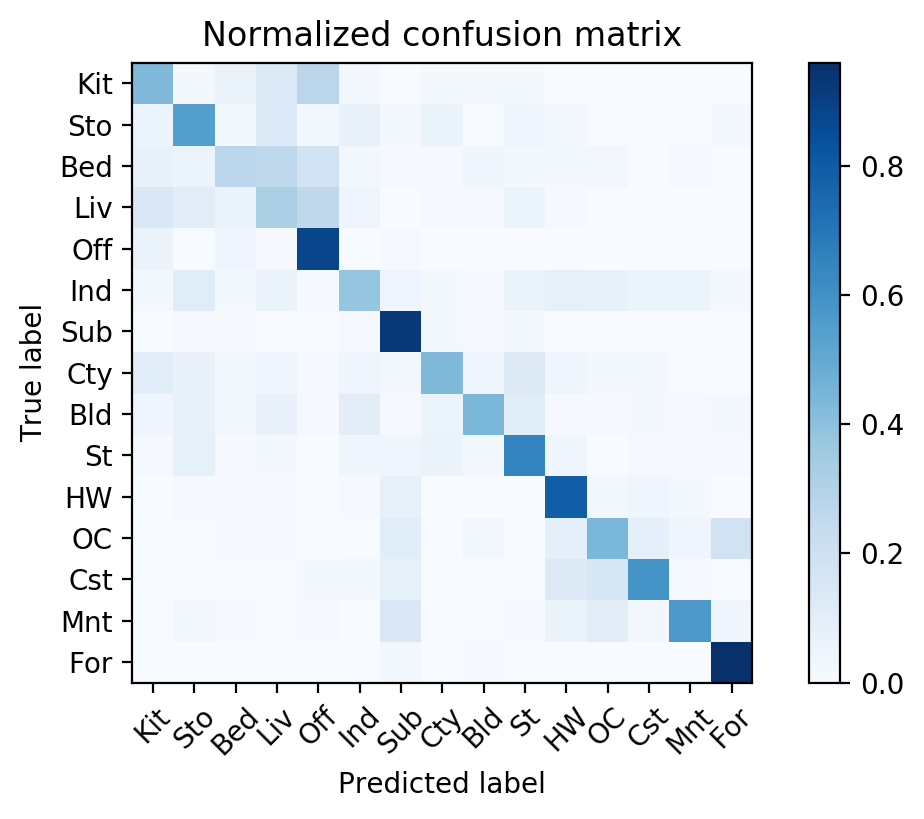 Normalized confusion matrix
True label
Kit
Sto
Bed
Liv
Off
Ind
Sub
Cty
Bld
St
HW
OC
Cst
Mnt
For
Kit Sto Bed Liv Off Ind Sub Cty Bld St HW OC Cst Mnt For
Predicted label
0.8
0.6
0.4
0.2
0.0